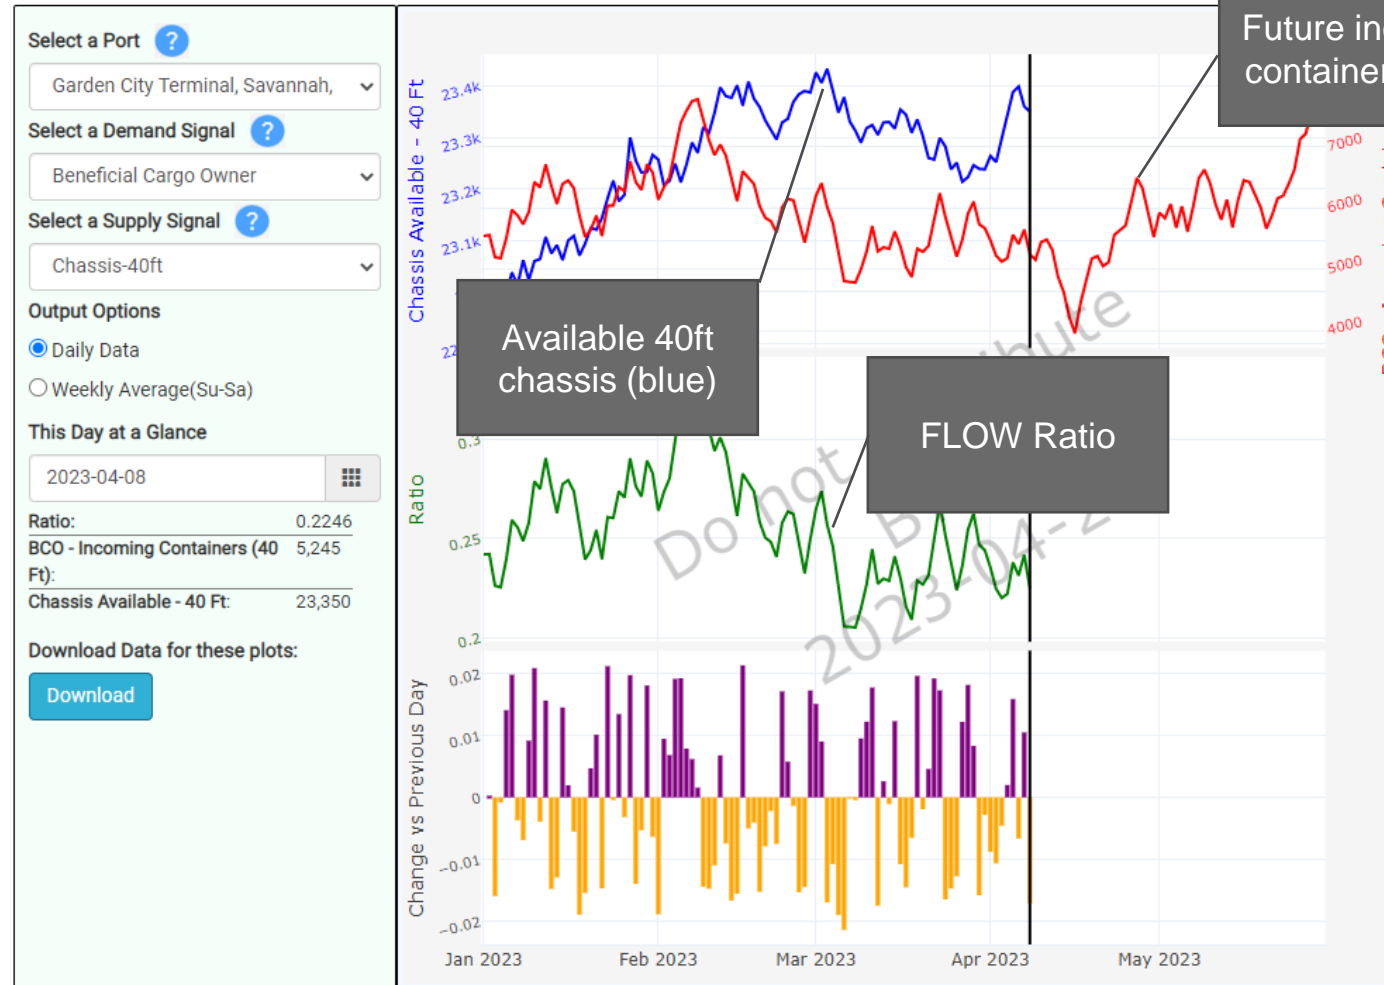 Select a Port ?
Garden City Terminal, Savannah,
Select a Demand Signal ?
Beneficial Cargo Owner
Select a Supply Signal ?
Chassis-40ft
Output Options
Daily Data
Weekly Average(Su-Sa)
This Day at a Glance
2023-04-08
Ratio: 0.2246
BCO - Incoming Containers (40 5,245
Ft):
Chassis Available - 40 Ft: 23,350
Download Data for these plots:
Download
Chassis Available - 40 Ft
23.4k
23.3k
23.2k
23.1k
Future
container
7000
6000
5000
4000
Available 40ft
chassis (blue)
FLOW Ratio
Do not
2023-04-2
Ratio
0.3
0.25
0.2
Change vs Previous Day
0.02
0.01
0
−0.01
−0.02
Jan 2023 Feb 2023 Mar 2023 Apr 2023 May 2023